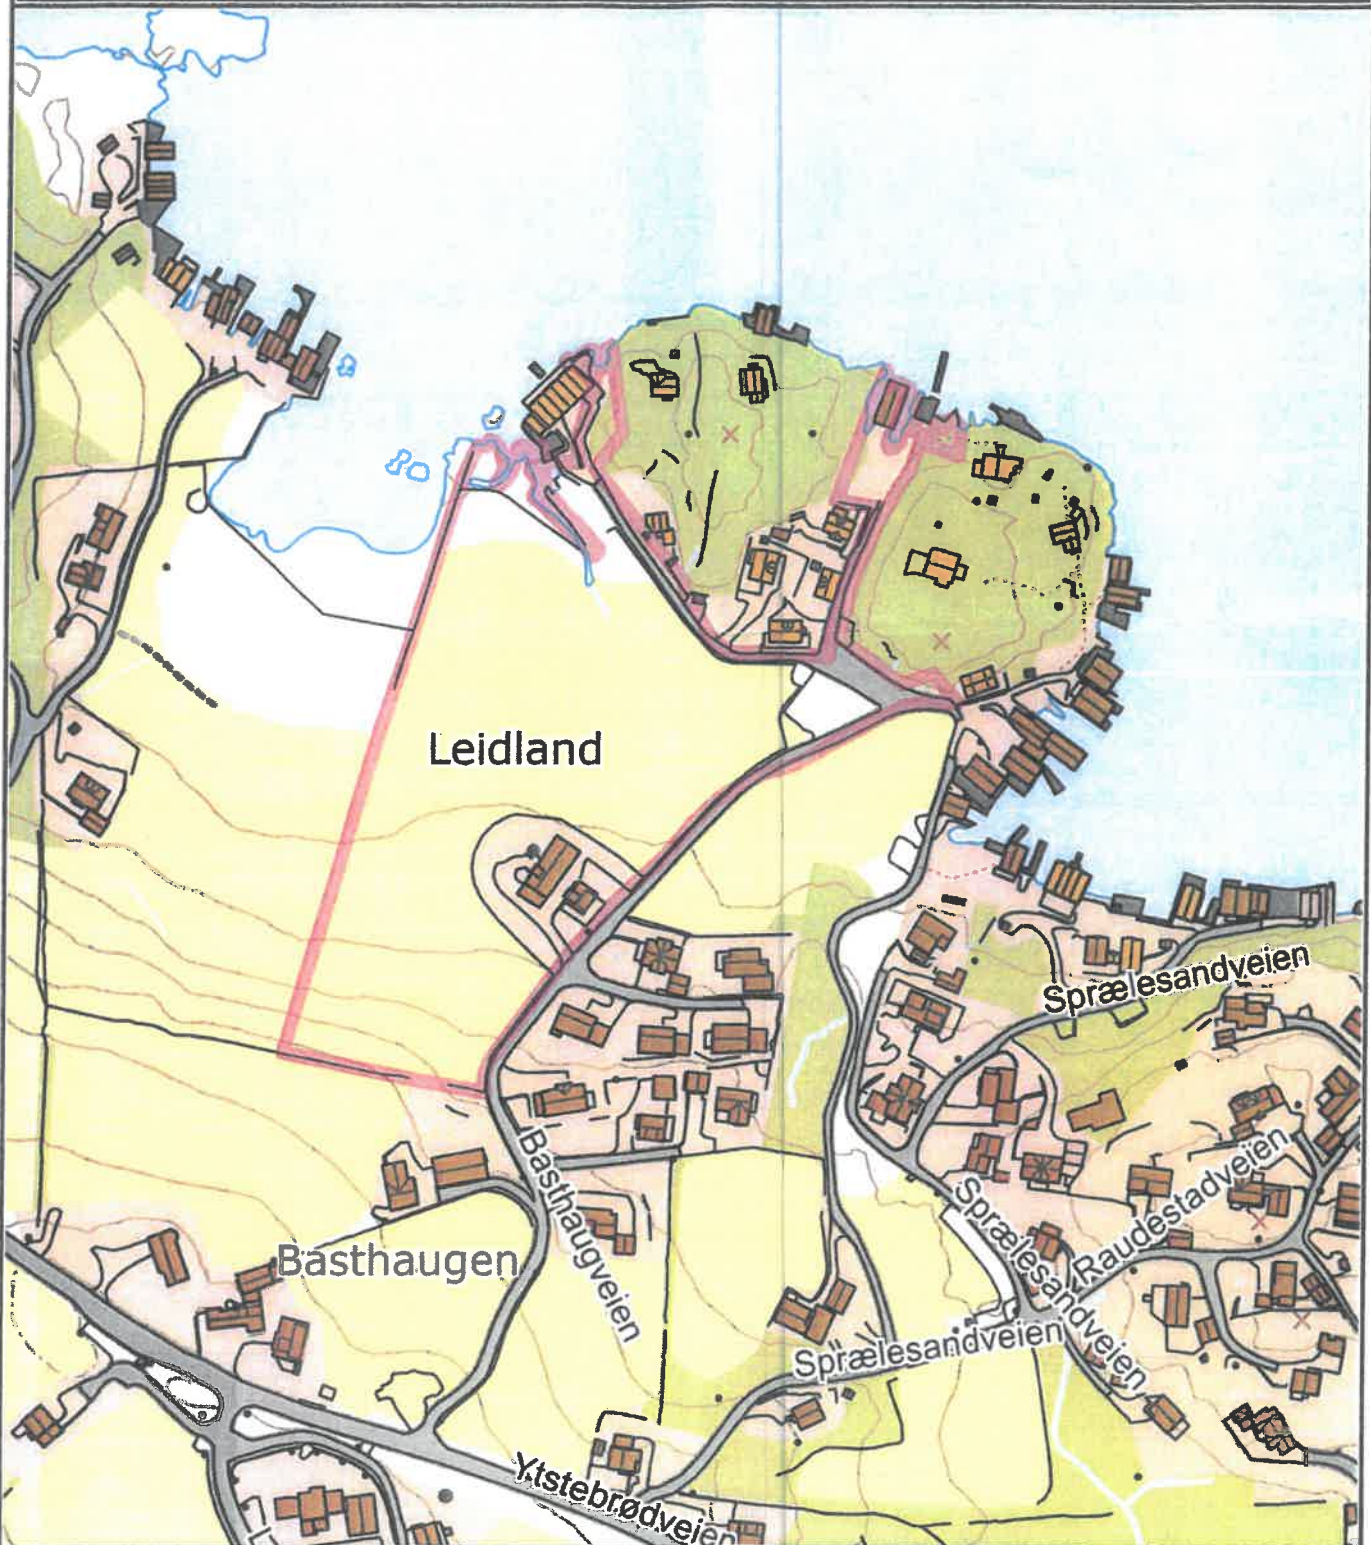 Leidland
Sprælesandveien
Basthaugveien
Raudestadveien
Sprælesandveien
Basthaugen
Sprælesandveien
Ytstebrødveien